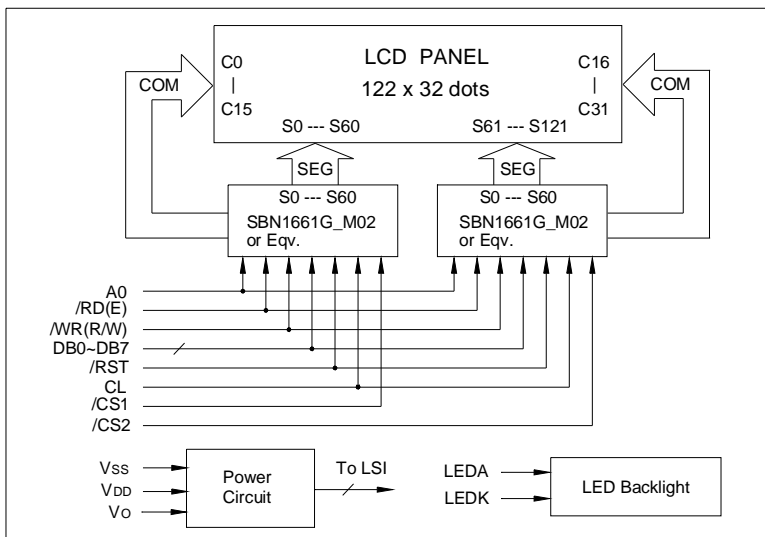 LCD PANEL
122 x 32 dots
C0
|
C15
C16
|
C31
COM
COM
S0 --- S60
S61 --- S121
SEG
SEG
S0 --- S60
SBN1661G_M02
or Eqv.
S0 --- S60
SBN1661G_M02
or Eqv.
A0
/RD(E)
/WR(R/W)
DB0~DB7
/RST
CL
/CS1
/CS2
VSS
VDD
VO
Power
Circuit
To LSI
LEDA
LEDK
LED Backlight